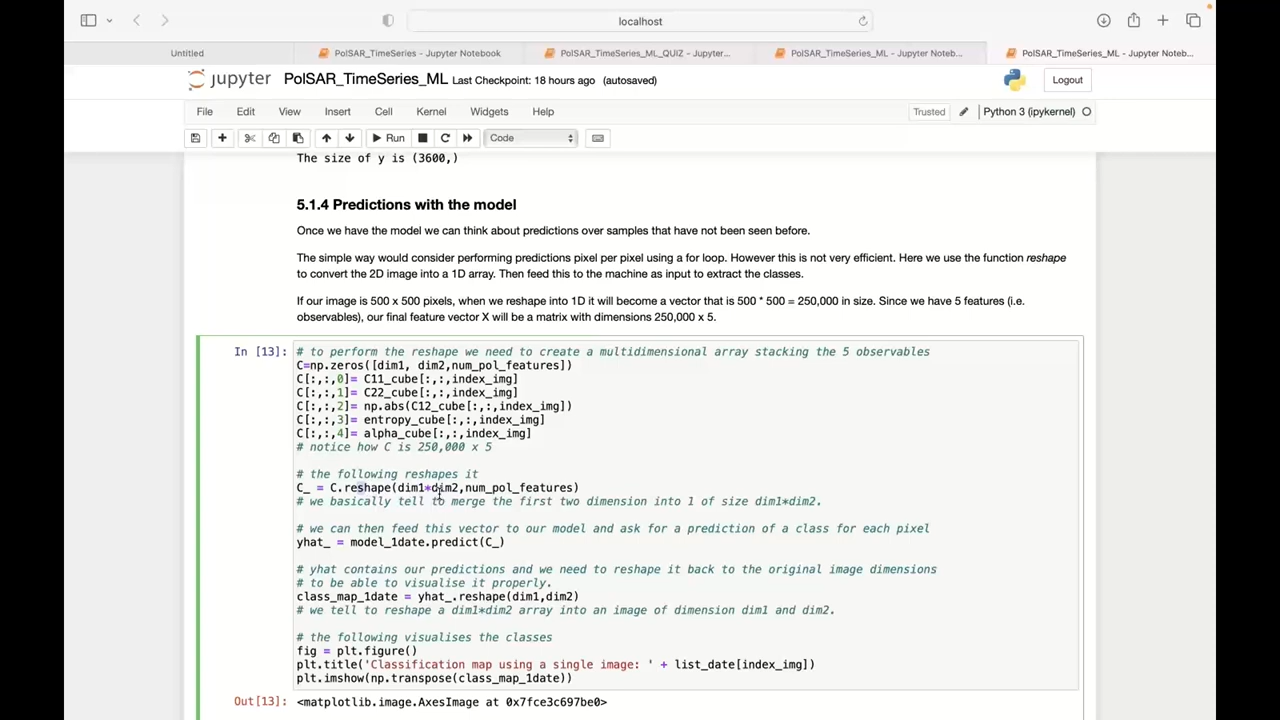 localhost
Untitled
PolSAR_TimeSeries - Jupyter Notebook
PolSAR_TimeSeries_ML_QUIZ - Jupyter...
PolSAR_TimeSeries_ML - Jupyter Noteb...
PolSAR_TimeSeries_ML - Jupyter Noteb...
jupyter PolSAR_TimeSeries_ML Last Checkpoint: 18 hours ago (autosaved) Logout
File Edit View Insert Cell Kernel Widgets Help Trusted Python 3 (ipykernel)
Run Code
The size of y is (3600,)
5.1.4 Predictions with the model
Once we have the model we can think about predictions over samples that have not been seen before.
The simple way would consider performing predictions pixel per pixel using a for loop. However this is not very efficient. Here we use the function reshape
to convert the 2D image into a 1D array. Then feed this to the machine as input to extract the classes.
If our image is 500 x 500 pixels, when we reshape into 1D it will become a vector that is 500 * 500 = 250,000 in size. Since we have 5 features (i.e.
observables), our final feature vector X will be a matrix with dimensions 250,000 x 5.
In [13]: # to perform the reshape we need to create a multidimensional array stacking the 5 observables
C=np.zeros([dim1, dim2,num_pol_features])
C[:,:,0]= C11_cube[:,:,index_img]
C[:,:,1]= C22_cube[:,:,index_img]
C[:,:,2]= np.abs(C12_cube[:,:,index_img])
C[:,:,3]= entropy_cube[:,:,index_img]
C[:,:,4]= alpha_cube[:,:,index_img]
# notice how C is 250,000 x 5
# the following reshapes it
C_ = C.reshape(dim1*dim2,num_pol_features)
# we basically tell to merge the first two dimension into 1 of size dim1*dim2.
# we can then feed this vector to our model and ask for a prediction of a class for each pixel
yhat_ = model_1date.predict(C_)
# yhat contains our predictions and we need to reshape it back to the original image dimensions
# to be able to visualise it properly.
class_map_1date = yhat_.reshape(dim1,dim2)
# we tell to reshape a dim1*dim2 array into an image of dimension dim1 and dim2.
# the following visualises the classes
fig = plt.figure()
plt.title('Classification map using a single image: ' + list_date[index_img])
plt.imshow(np.transpose(class_map_1date))
Out[13]: <matplotlib.image.AxesImage at 0x7fce3c697be0>